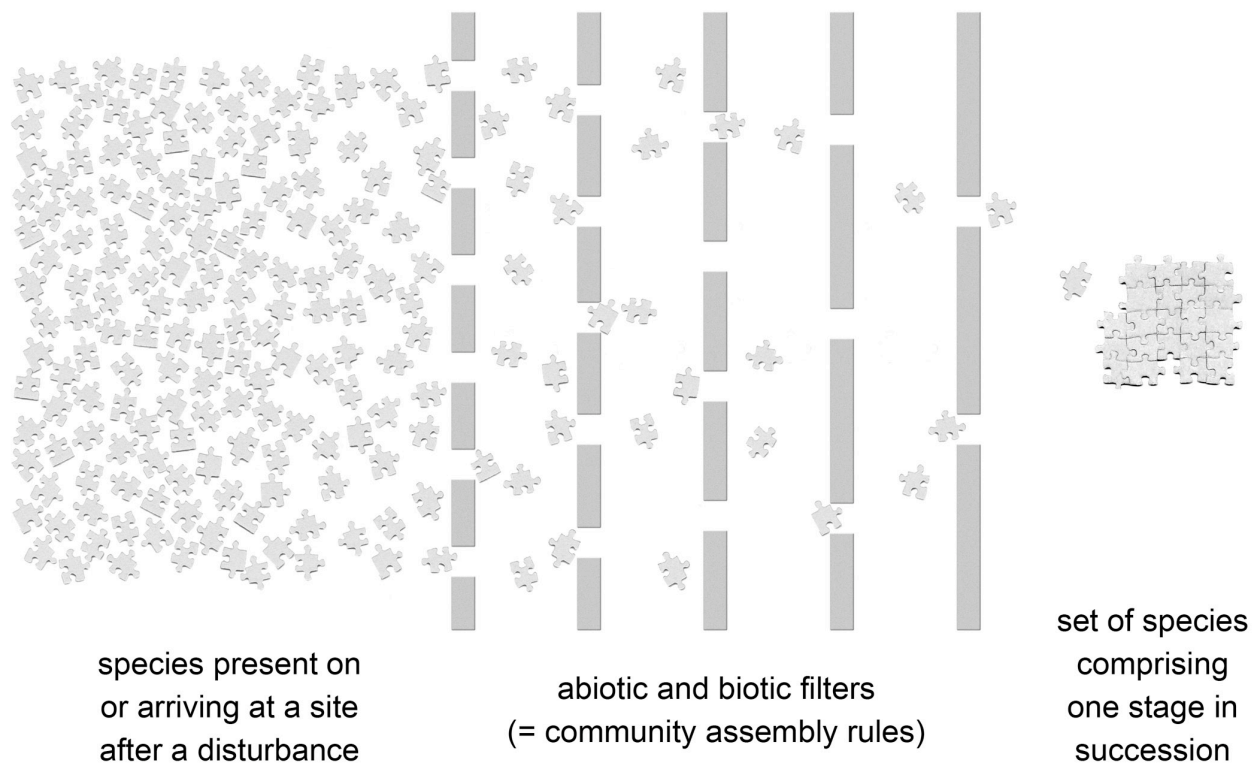 species present on
or arriving at a site
after a disturbance
abiotic and biotic filters
(= community assembly rules)
set of species
comprising
one stage in
succession